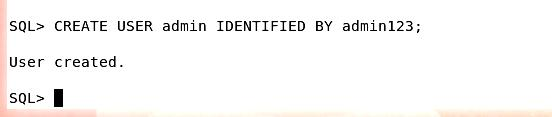 SQL> CREATE USER admin IDENTIFIED BY admin123;
User created.
SQL>